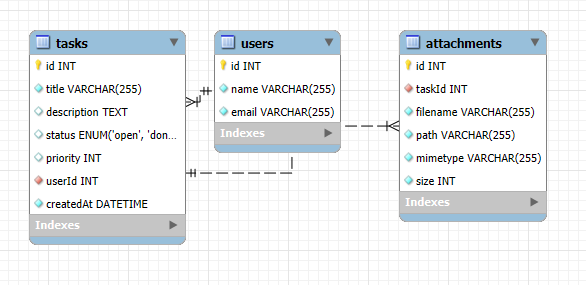 tasks
id INT
title VARCHAR(255)
description TEXT
status ENUM('open', 'don...
priority INT
userId INT
createdAt DATETIME
Indexes
users
id INT
name VARCHAR(255)
email VARCHAR(255)
Indexes
attachments
id INT
taskId INT
filename VARCHAR(255)
path VARCHAR(255)
mimetype VARCHAR(255)
size INT
Indexes